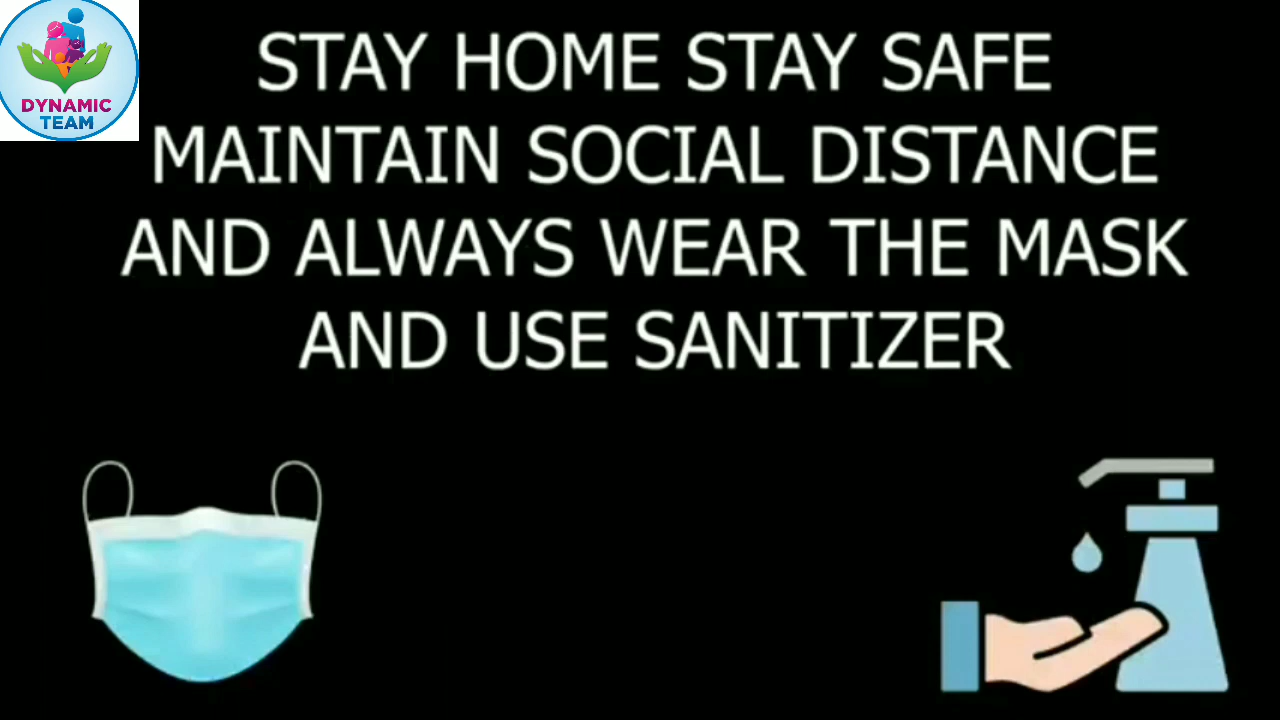 DYNAMIC
TEAM
STAY HOME STAY SAFE
MAINTAIN SOCIAL DISTANCE
AND ALWAYS WEAR THE MASK
AND USE SANITIZER